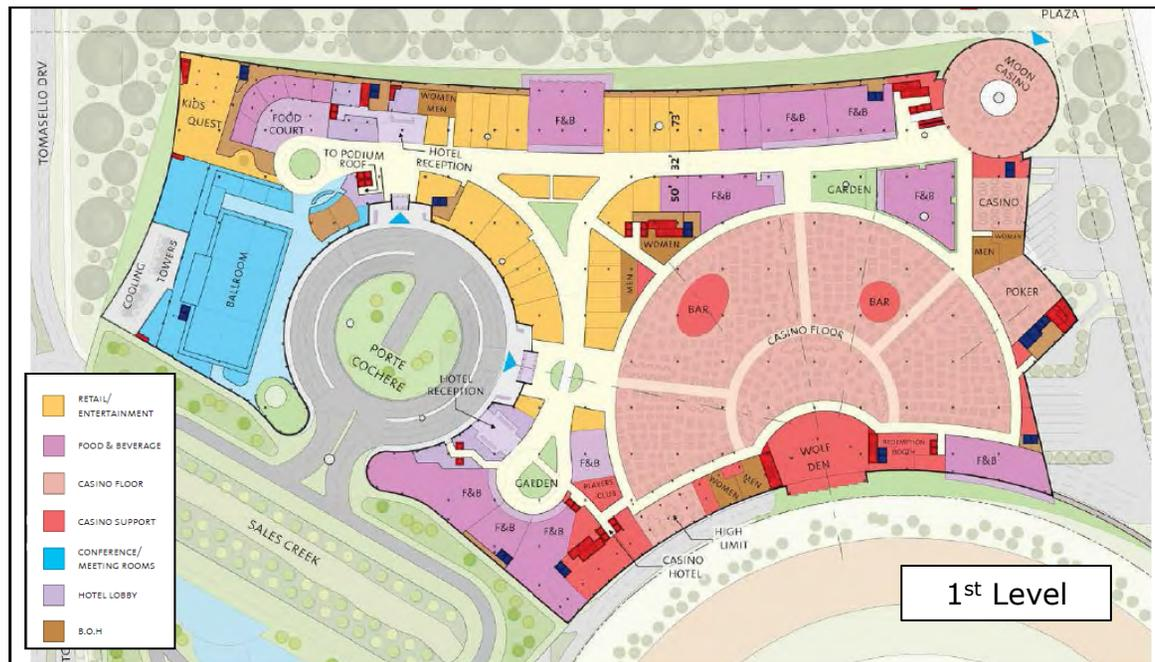 PLAZA
TOMASELLO DRV
MOON
CASINO
KIDS
QUEST
FOOD
COURT
WOMEN
MEN
F&B
73'
F&B
F&B
HOTEL
RECEPTION
TO PODIUM
ROOF
32'
50'
F&B
GARDEN
F&B
CASINO
WOMEN
MEN
WOMEN
MEN
POKER
COOLING
TOWERS
BALLROOM
BAR
BAR
CASINO FLOOR
PORTE
COCHERE
HOTEL
RECEPTION
WOLF
DEN
REDEMPTION
BOOTH
F&B
F&B
PLAYERS
CLUB
WOMEN
MEN
GARDEN
F&B
F&B
F&B
HIGH
LIMIT
CASINO
HOTEL
SALES CREEK
RETAIL/
ENTERTAINMENT
FOOD & BEVERAGE
CASINO FLOOR
CASINO SUPPORT
CONFERENCE/
MEETING ROOMS
HOTEL LOBBY
B.O.H
TO
1st Level